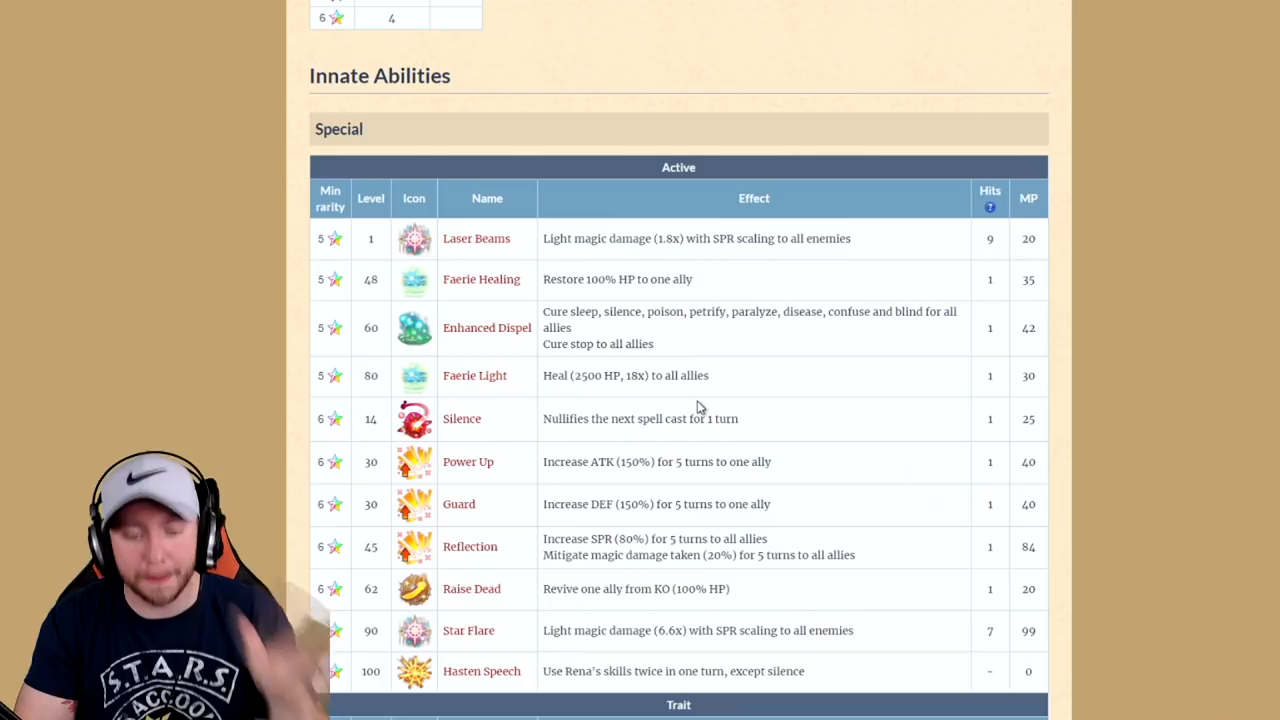 6 4
Innate Abilities
Special
Active
Min rarity Level Icon Name Effect Hits ? MP
5 1 Laser Beams Light magic damage (1.8x) with SPR scaling to all enemies 9 20
5 48 Faerie Healing Restore 100% HP to one ally 1 35
5 60 Enhanced Dispel Cure sleep, silence, poison, petrify, paralyze, disease, confuse and blind for all
allies
Cure stop to all allies 1 42
5 80 Faerie Light Heal (2500 HP, 18x) to all allies 1 30
6 14 Silence Nullifies the next spell cast for 1 turn 1 25
6 30 Power Up Increase ATK (150%) for 5 turns to one ally 1 40
6 30 Guard Increase DEF (150%) for 5 turns to one ally 1 40
6 45 Reflection Increase SPR (80%) for 5 turns to all allies
Mitigate magic damage taken (20%) for 5 turns to all allies 1 84
6 62 Raise Dead Revive one ally from KO (100% HP) 1 20
90 Star Flare Light magic damage (6.6x) with SPR scaling to all enemies 7 99
100 Hasten Speech Use Rena's skills twice in one turn, except silence - 0
Trait
S.T.A.R.S.
RACCOO